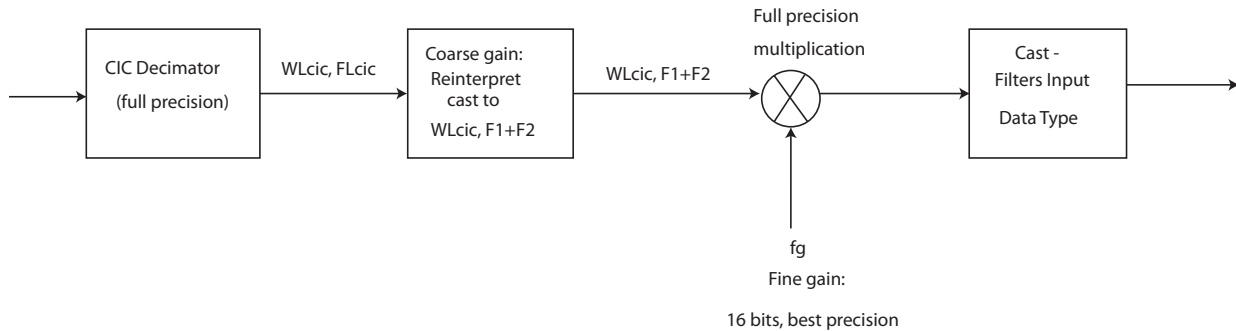 CIC Decimator
(full precision)
WLcic, FLcic
Coarse gain:
Reinterpret
cast to
WLcic, F1+F2
WLcic, F1+F2
Full precision
multiplication
fg
Fine gain:
16 bits, best precision
Cast -
Filters Input
Data Type